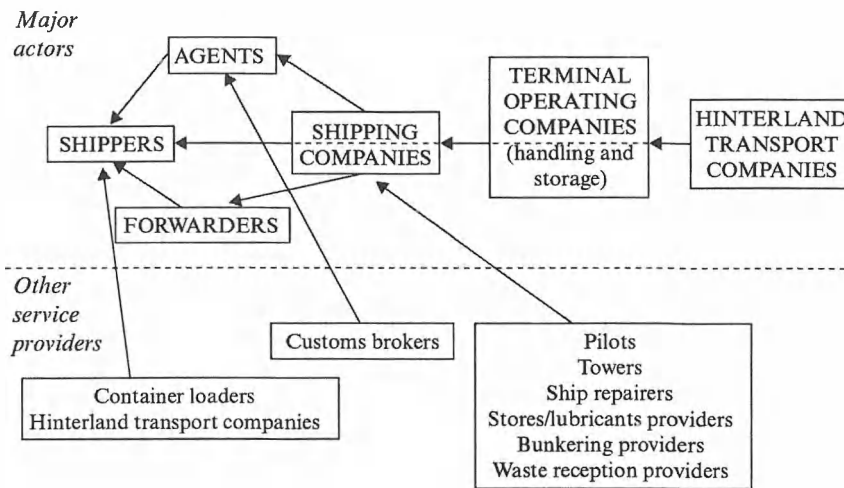 Major
actors
AGENTS
SHIPPERS
FORWARDERS
SHIPPING
COMPANIES
TERMINAL
OPERATING
COMPANIES
(handling and
storage)
HINTERLAND
TRANSPORT
COMPANIES
Other
service
providers
Container loaders
Hinterland transport companies
Customs brokers
Pilots
Towers
Ship repairers
Stores/lubricants providers
Bunkering providers
Waste reception providers